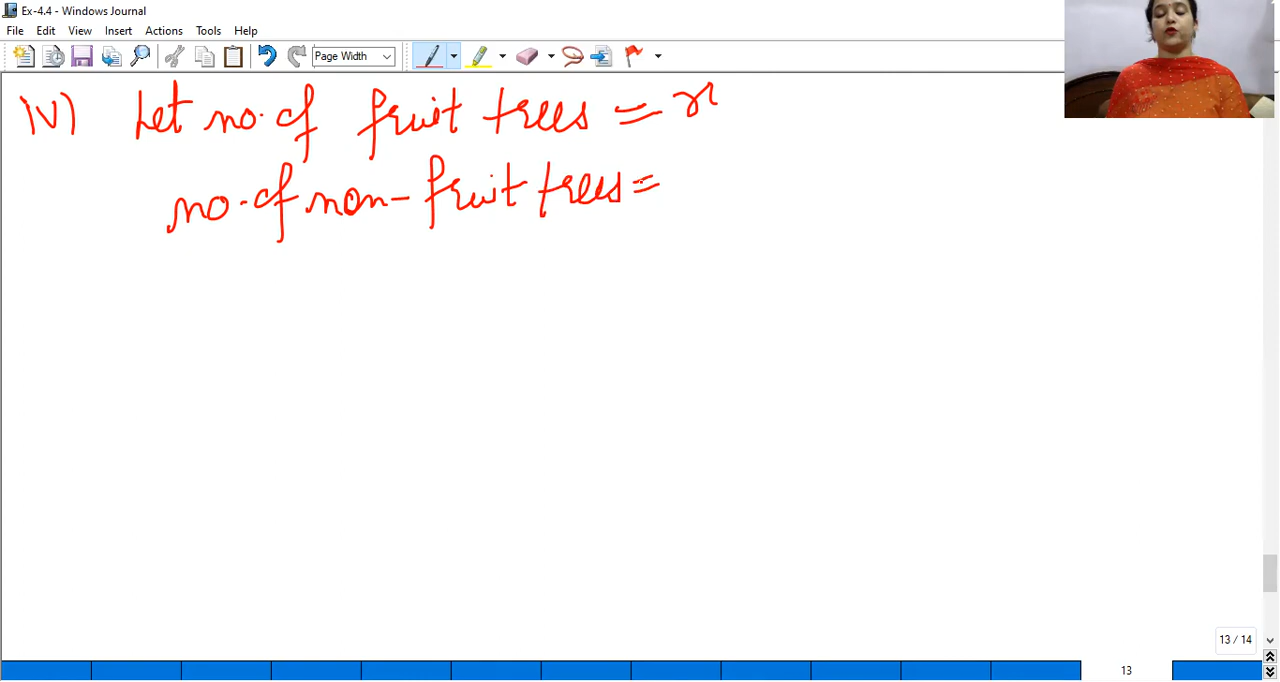 Ex-4.4 - Windows Journal
File Edit View Insert Actions Tools Help
Page Width
IV) Let no. of fruit trees = x
no. of non-fruit trees =
13 / 14
13